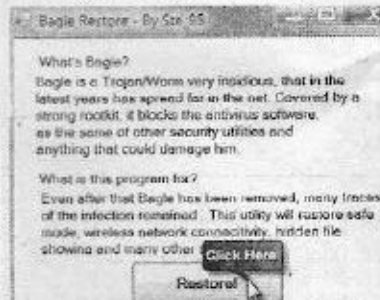 Bagle Restore - By Ste_95
What's Bagle?
Bagle is a Trojan/Worm very insidious, that in the
latest years has spread far in the net. Covered by a
strong rootkit, it blocks the antivirus software,
as the same of other security utilities and
anything that could damage him.
What is this program for?
Even after that Bagle has been removed, many traces
of the infection remained. This utility will restore safe
mode, wireless network connectivity, hidden file
showing and many other
Click Here
Restore!